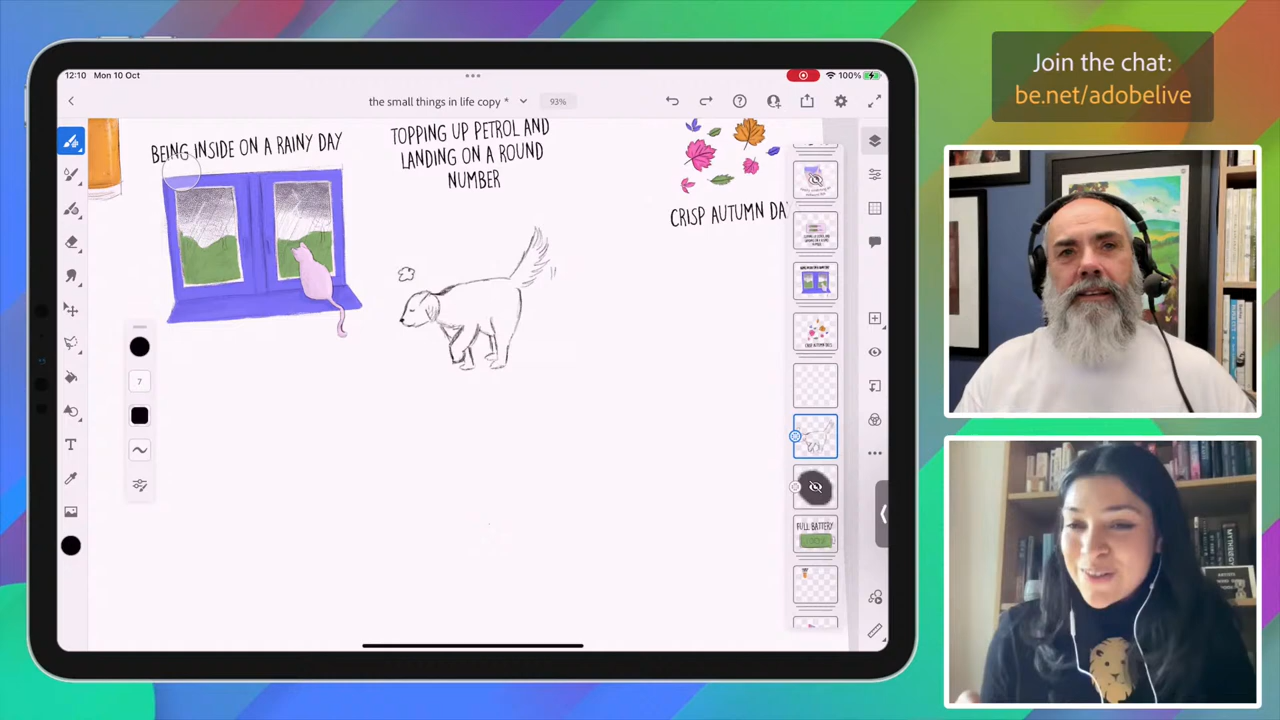 12:10 Mon 10 Oct
100%
the small things in life copy *
93%
BEING INSIDE ON A RAINY DAY
TOPPING UP PETROL AND
LANDING ON A ROUND
NUMBER
CRISP AUTUMN DA
7
FULL BATTERY
Join the chat:
be.net/adobelive